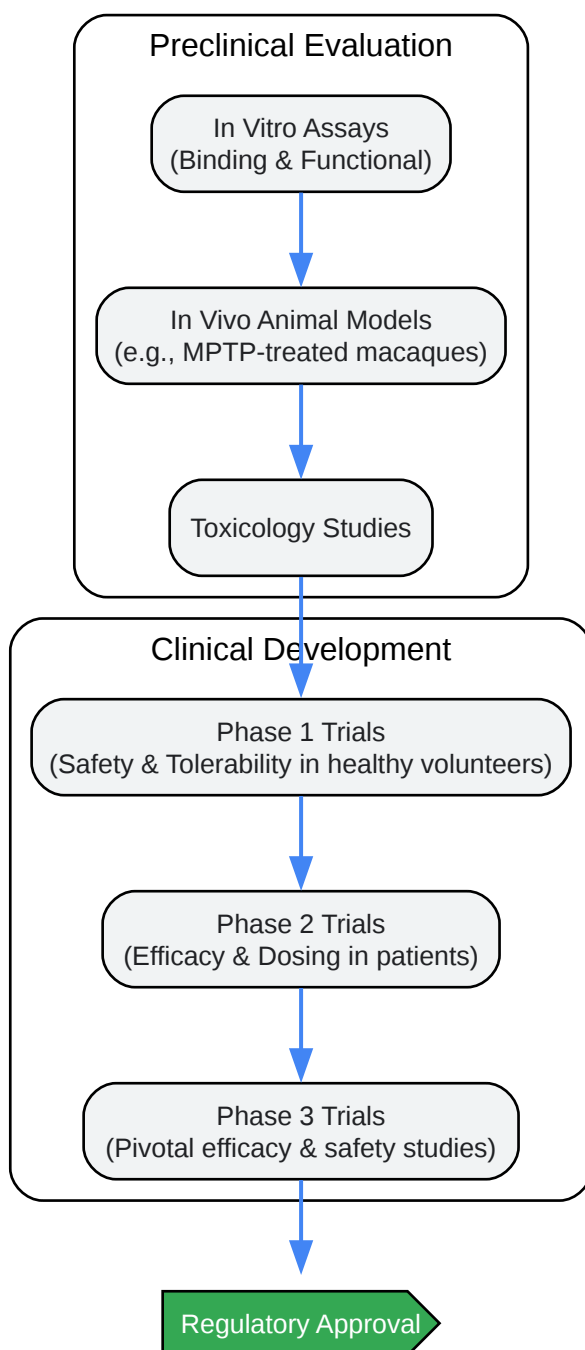 Preclinical Evaluation
In Vitro Assays
(Binding & Functional)
In Vivo Animal Models
(e.g., MPTP-treated macaques)
Toxicology Studies
Clinical Development
Phase 1 Trials
(Safety & Tolerability in healthy volunteers)
Phase 2 Trials
(Efficacy & Dosing in patients)
Phase 3 Trials
(Pivotal efficacy & safety studies)
Regulatory Approval